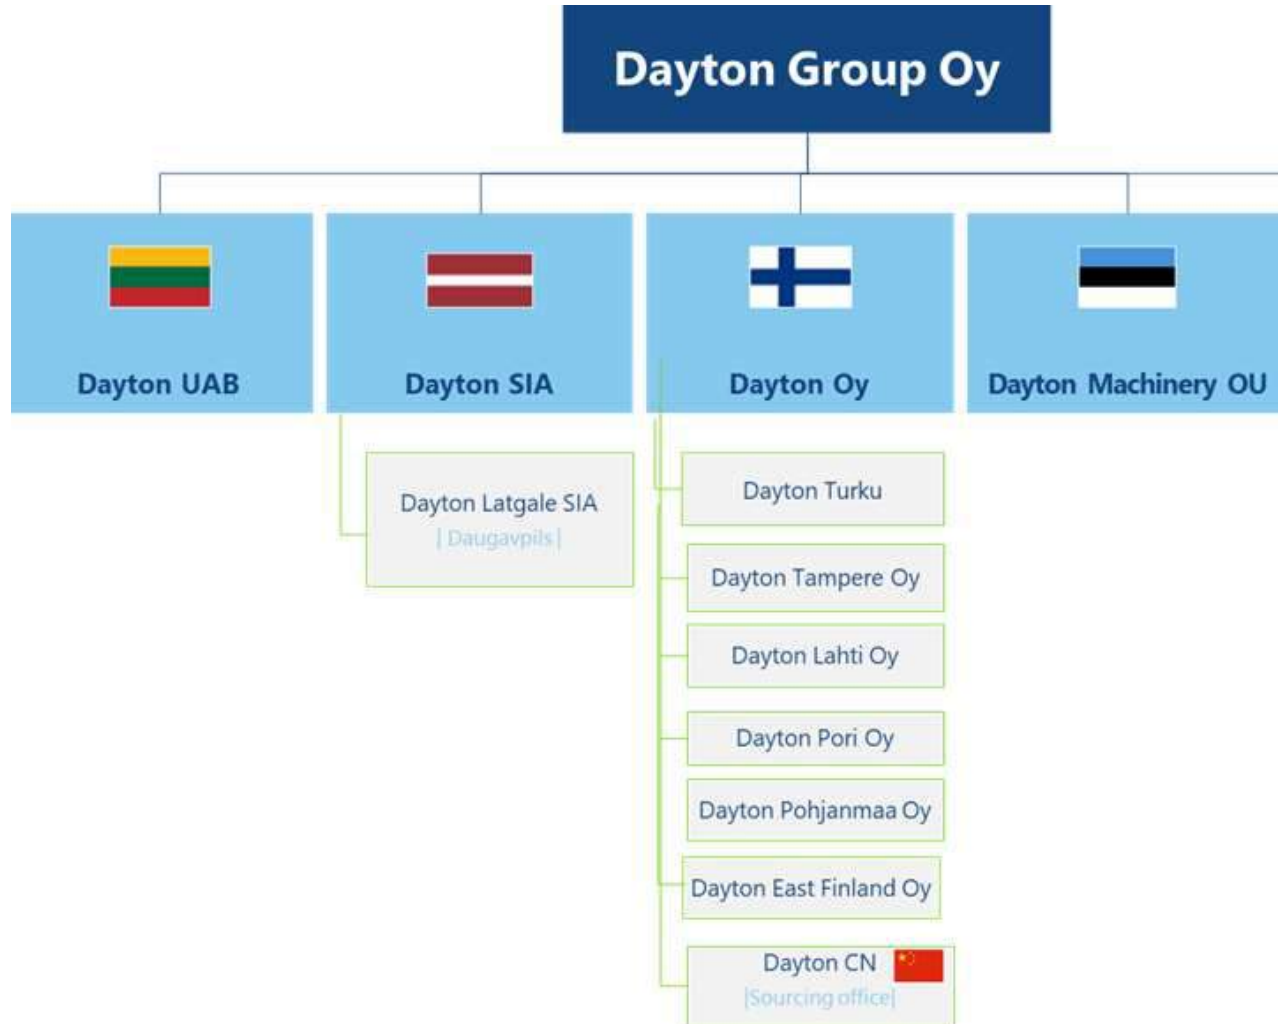 Dayton Group Oy
Dayton UAB
Dayton SIA
Dayton Oy
Dayton Machinery OU
Dayton Latgale SIA
| Daugavpils |
Dayton Turku
Dayton Tampere Oy
Dayton Lahti Oy
Dayton Pori Oy
Dayton Pohjanmaa Oy
Dayton East Finland Oy
Dayton CN
|Sourcing office|